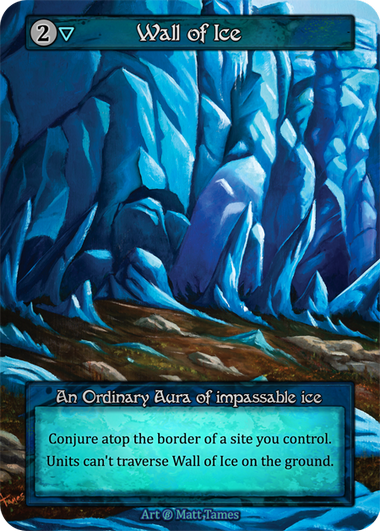 2 Wall of Ice
An Ordinary Aura of impassable ice
Conjure atop the border of a site you control.
Units can't traverse Wall of Ice on the ground.
Tames
Art @ Matt Tames